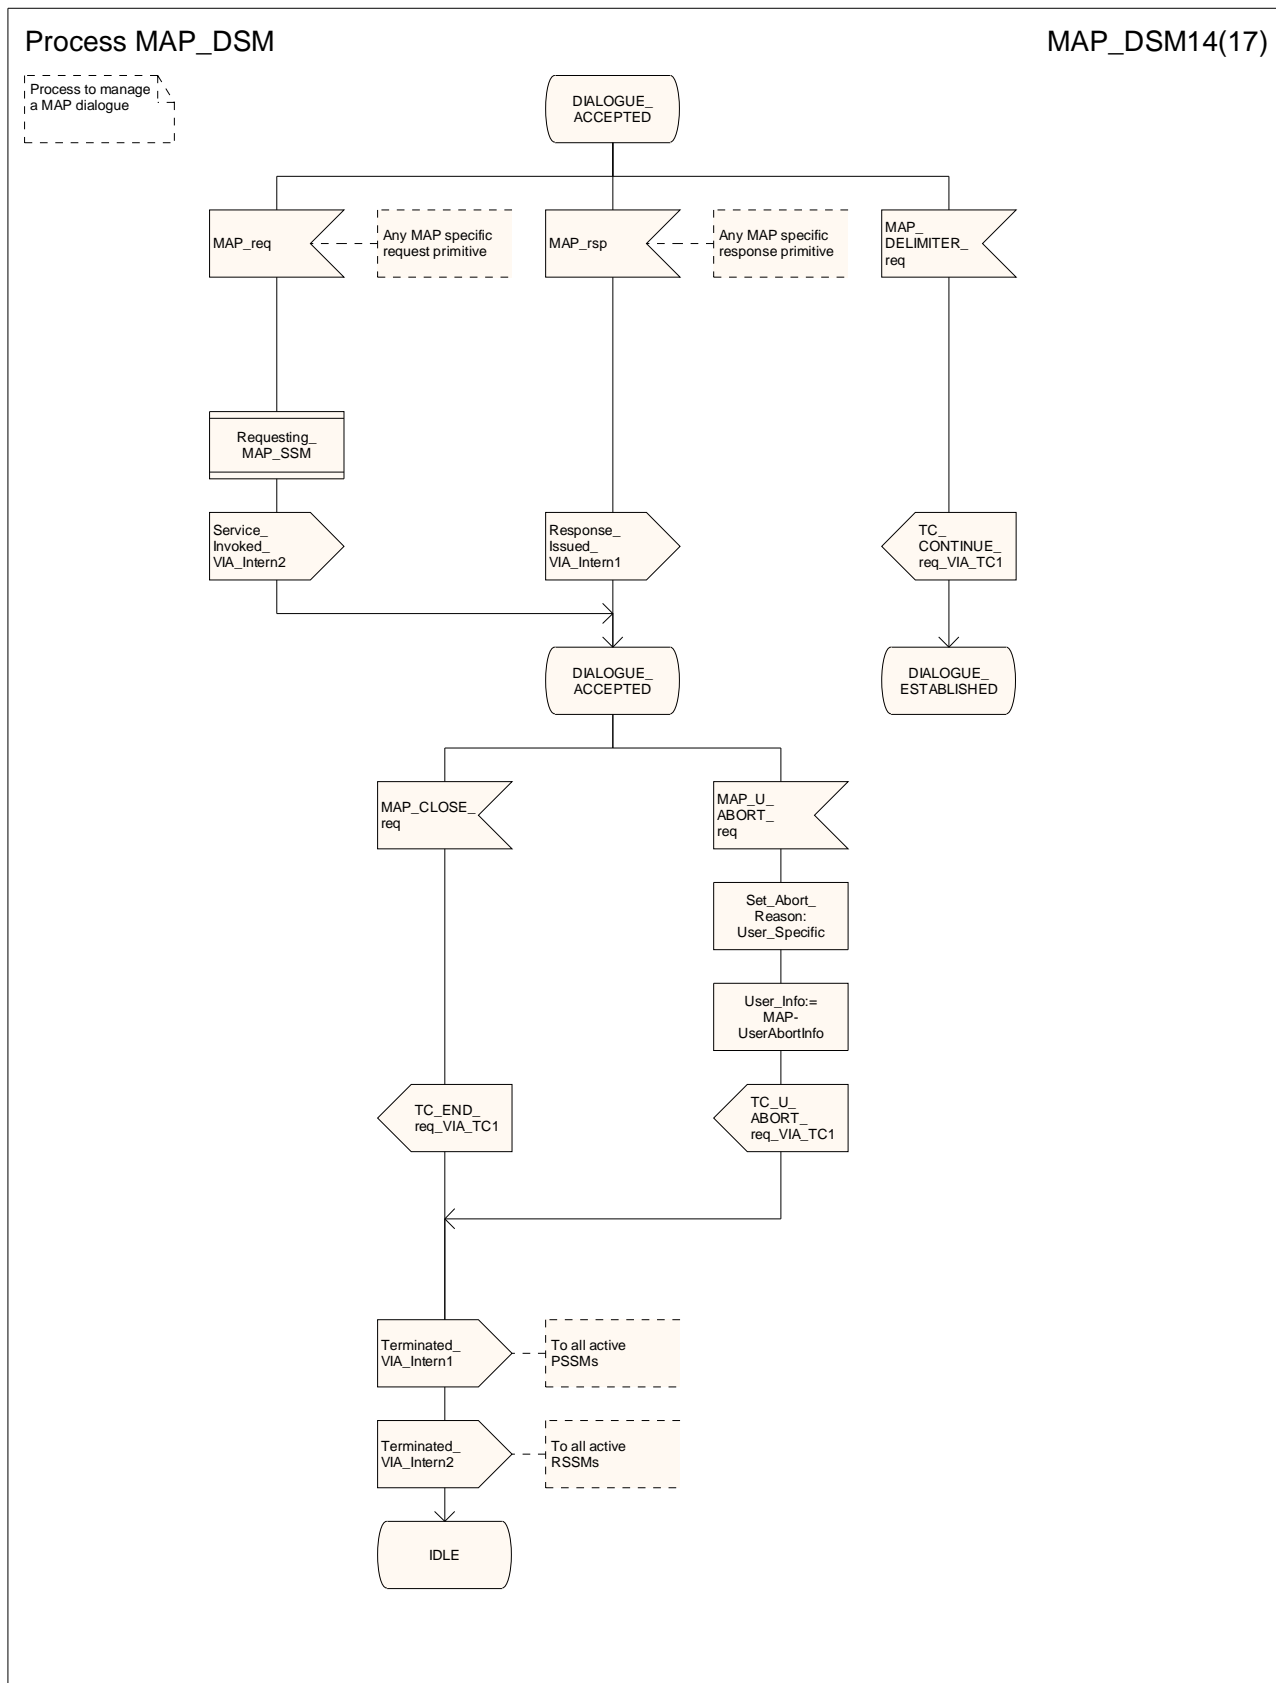 Process MAP_DSM
MAP_DSM14(17)
Process to manage
a MAP dialogue
DIALOGUE_
ACCEPTED
MAP_req
Any MAP specific
request primitive
MAP_rsp
Any MAP specific
response primitive
MAP_
DELIMITER_
req
Requesting_
MAP_SSM
Service_
Invoked_
VIA_Intern2
Response_
Issued_
VIA_Intern1
TC_
CONTINUE_
req_VIA_TC1
DIALOGUE_
ACCEPTED
DIALOGUE_
ESTABLISHED
MAP_CLOSE_
req
MAP_U_
ABORT_
req
Set_Abort_
Reason:
User_Specific
User_Info:=
MAP-
UserAbortInfo
TC_END_
req_VIA_TC1
TC_U_
ABORT_
req_VIA_TC1
Terminated_
VIA_Intern1
To all active
PSSMs
Terminated_
VIA_Intern2
To all active
RSSMs
IDLE